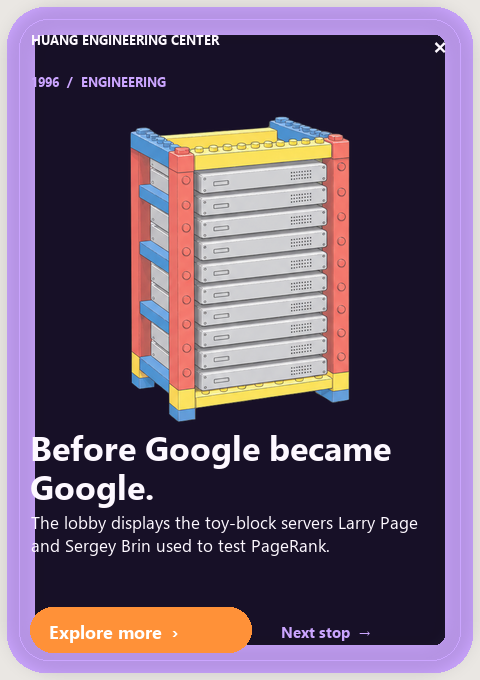 HUANG ENGINEERING CENTER
×
1996 / ENGINEERING
Before Google became
Google.
The lobby displays the toy-block servers Larry Page
and Sergey Brin used to test PageRank.
Explore more ›
Next stop →